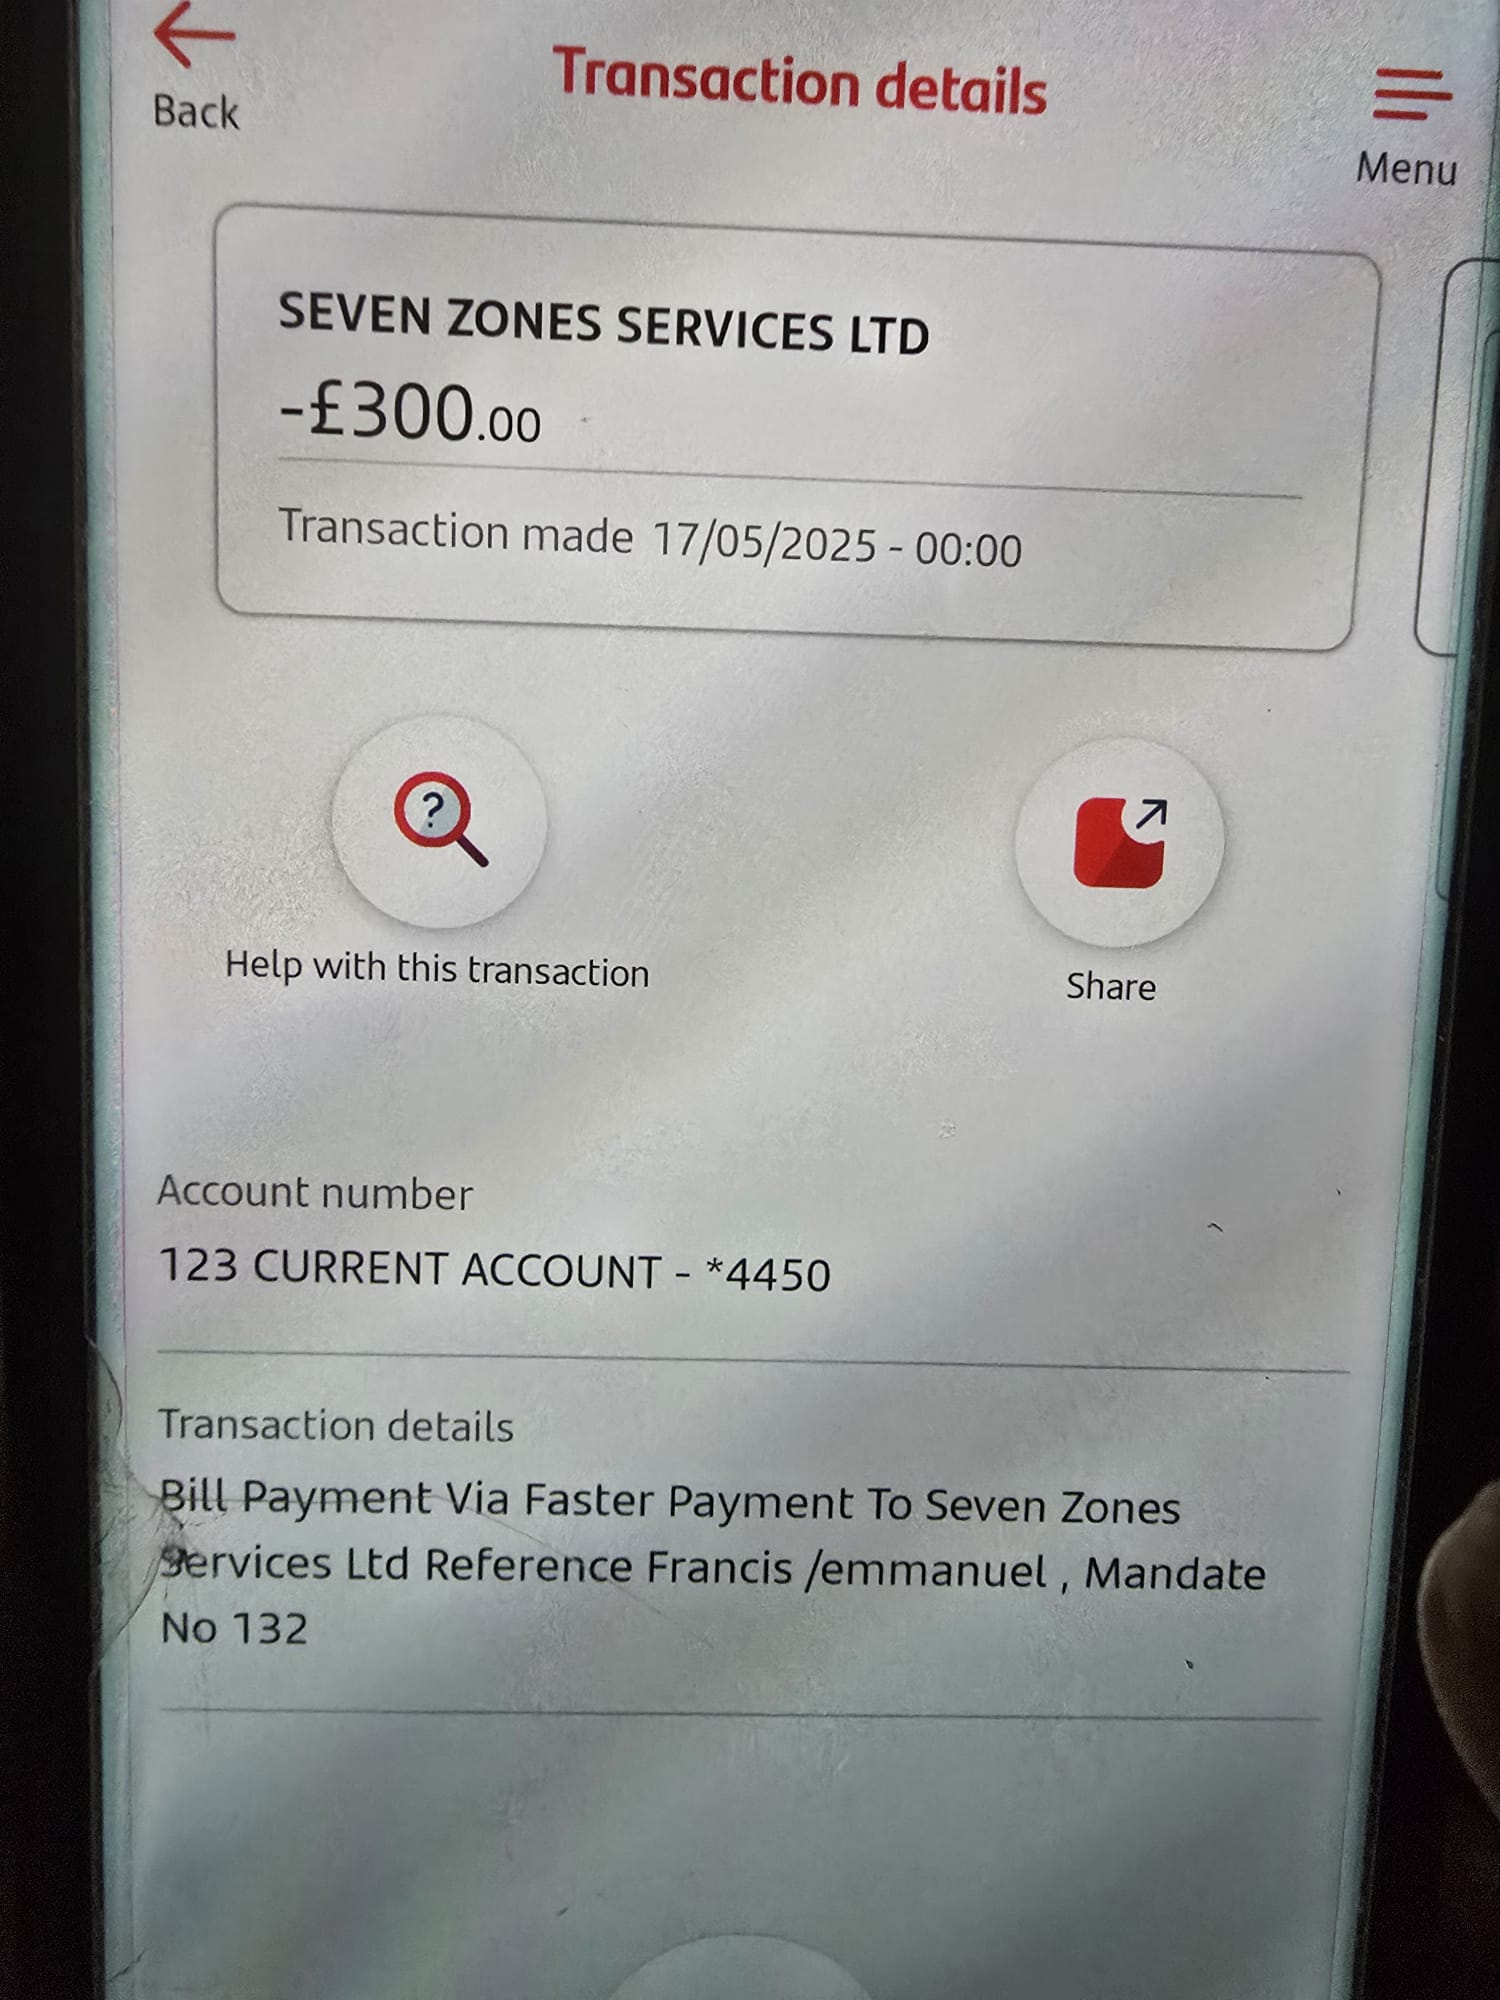 Back
Transaction details
Menu
SEVEN ZONES SERVICES LTD
-£300.00
Transaction made 17/05/2025 - 00:00
?
Help with this transaction
Share
Account number
123 CURRENT ACCOUNT - *4450
Transaction details
Bill Payment Via Faster Payment To Seven Zones
Services Ltd Reference Francis /emmanuel , Mandate
No 132